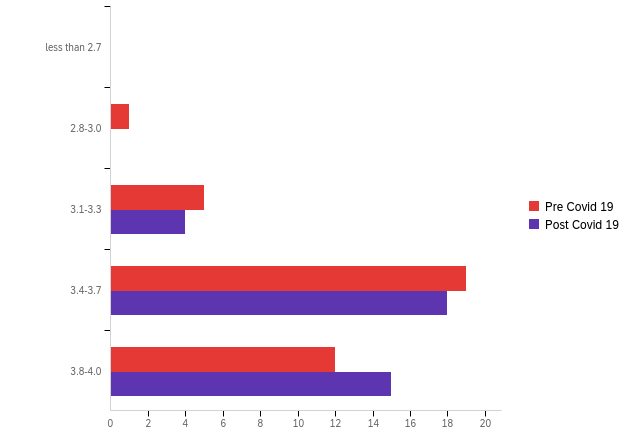 less than 2.7
2.8-3.0
3.1-3.3
3.4-3.7
3.8-4.0
0 2 4 6 8 10 12 14 16 18 20
Pre Covid 19
Post Covid 19